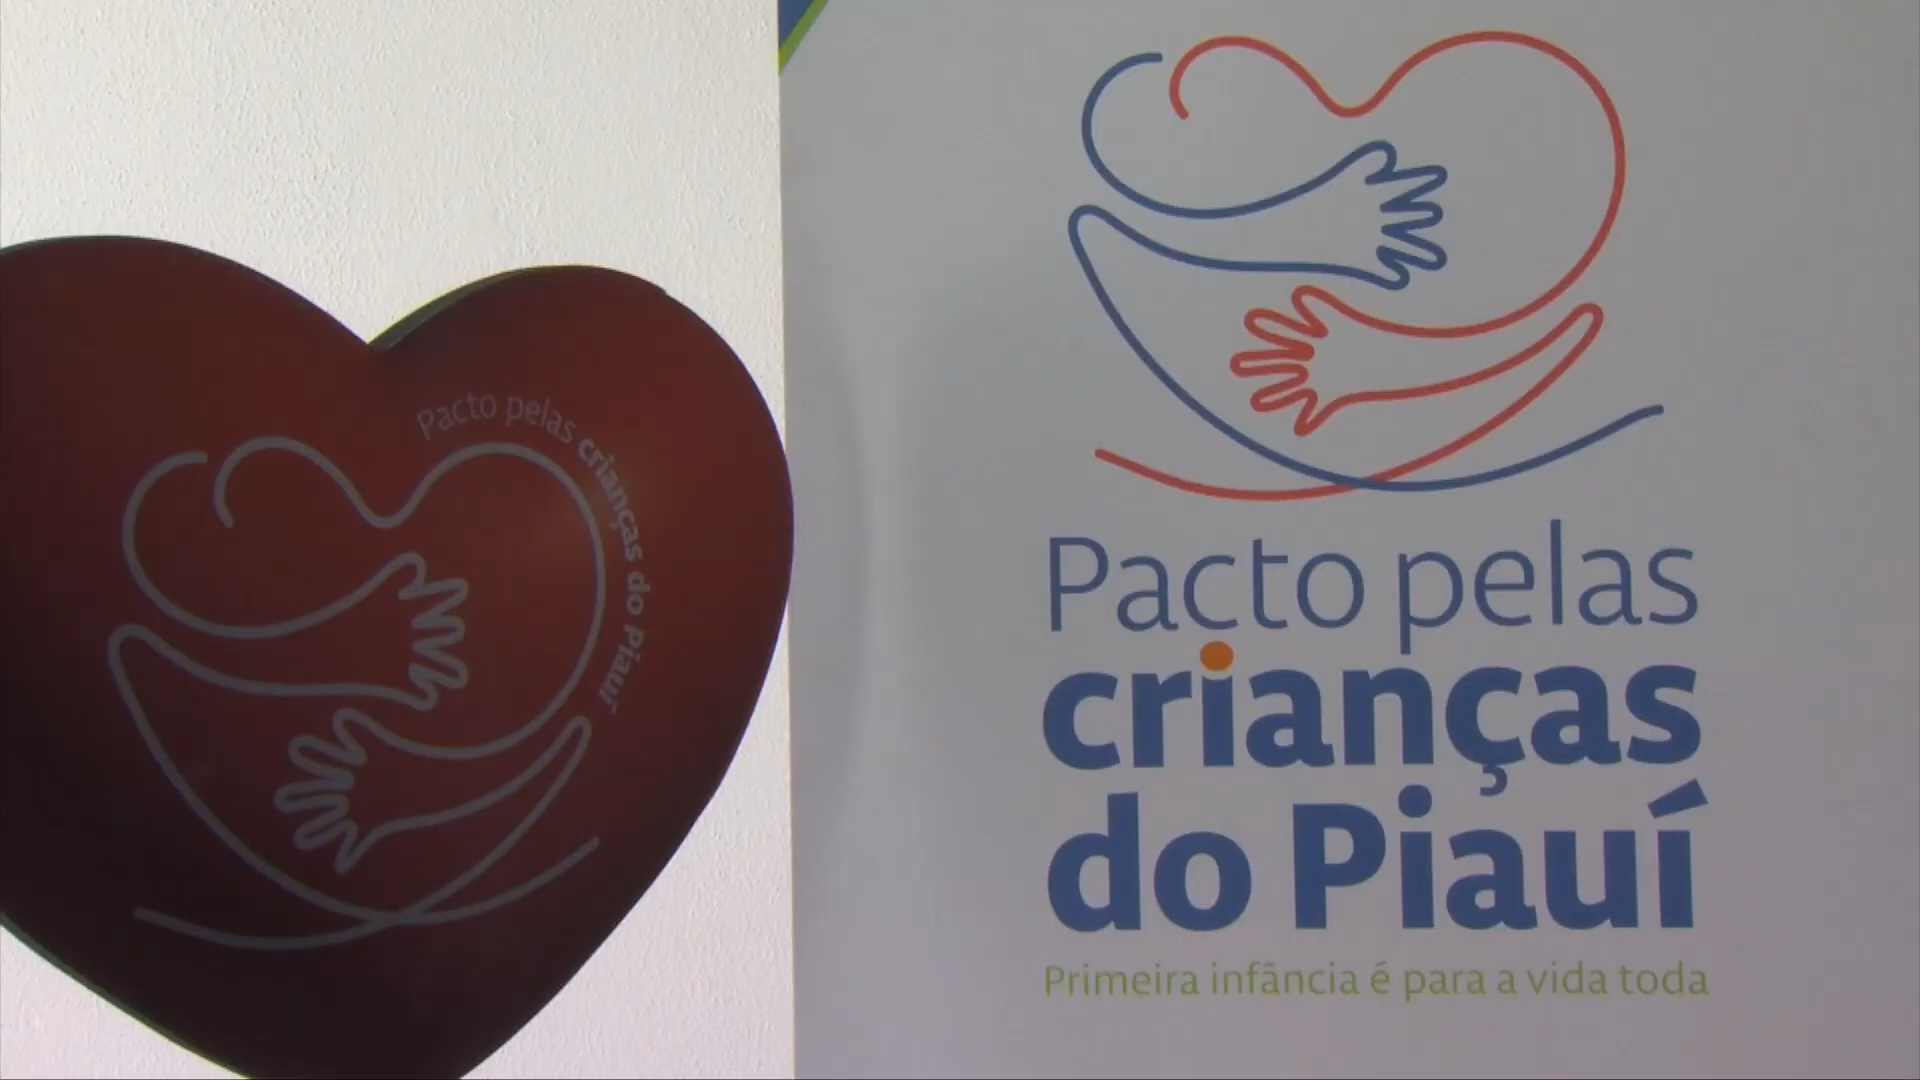 Pacto pelas crianças do Piauí
Pacto pelas
crianças
do Piauí
Primeira infância é para a vida toda